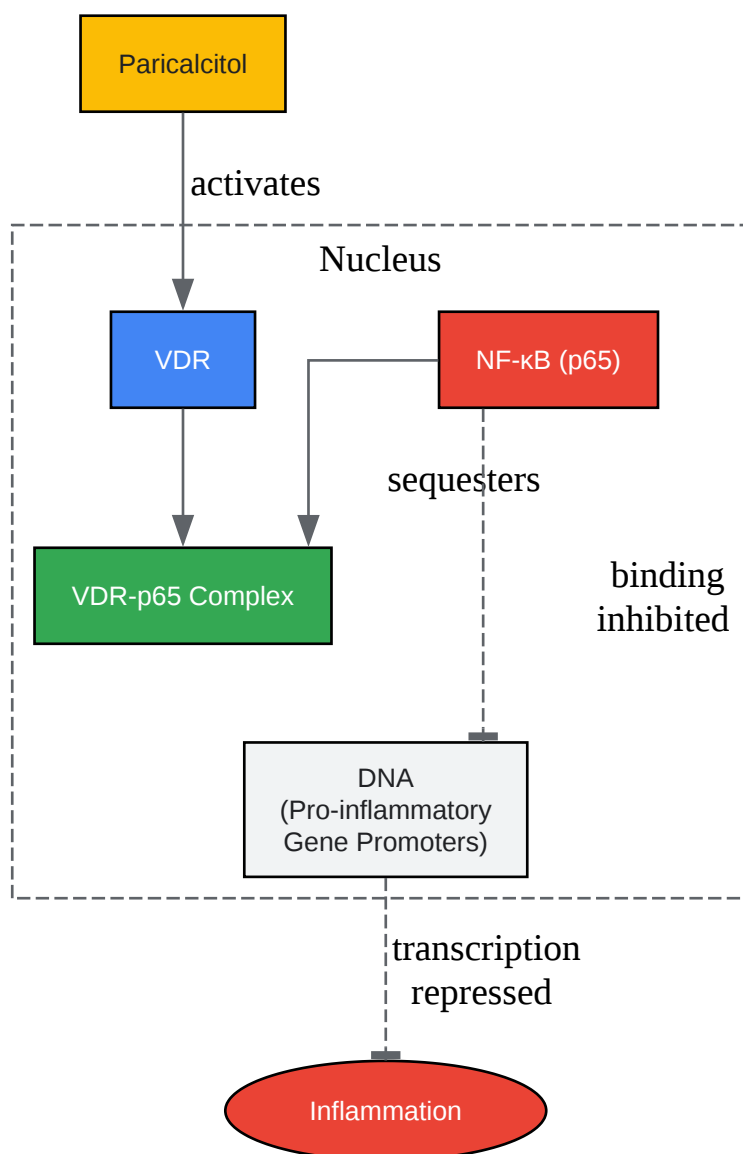 Paricalcitol
activates
Nucleus
VDR
NF-κB (p65)
sequesters
VDR-p65 Complex
binding
inhibited
DNA
(Pro-inflammatory
Gene Promoters)
transcription
repressed
Inflammation